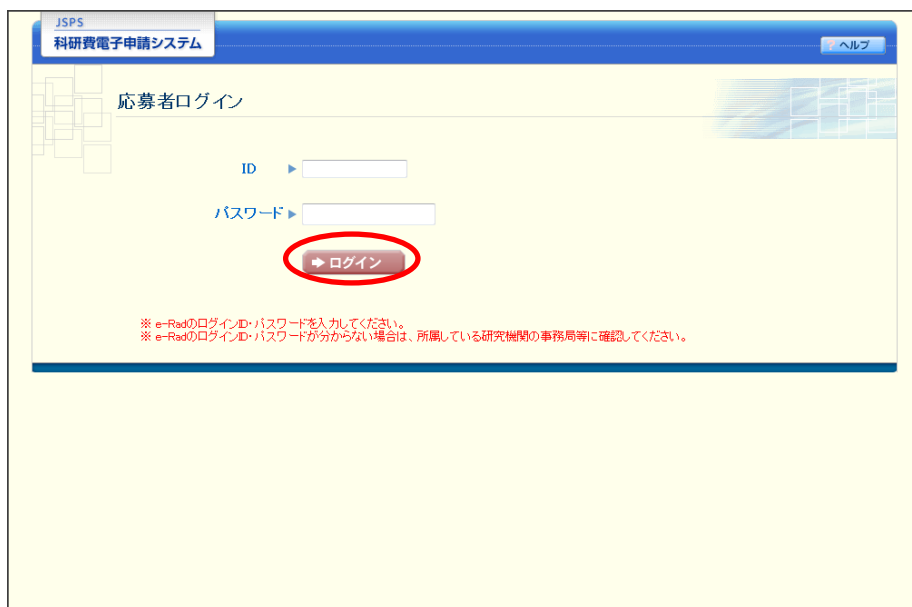 JSPS
科研費電子申請システム
? ヘルプ
応募者ログイン
ID
パスワード
ログイン
※ e-RadのログインID・パスワードを入力してください。
※ e-RadのログインID・パスワードが分からない場合は、所属している研究機関の事務局等に確認してください。